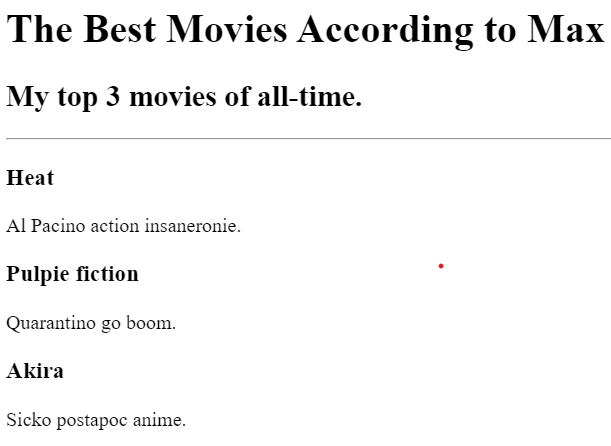 The Best Movies According to Max
My top 3 movies of all-time.
Heat
Al Pacino action insaneronie.
Pulpie fiction
Quarantino go boom.
Akira
Sicko postapoc anime.